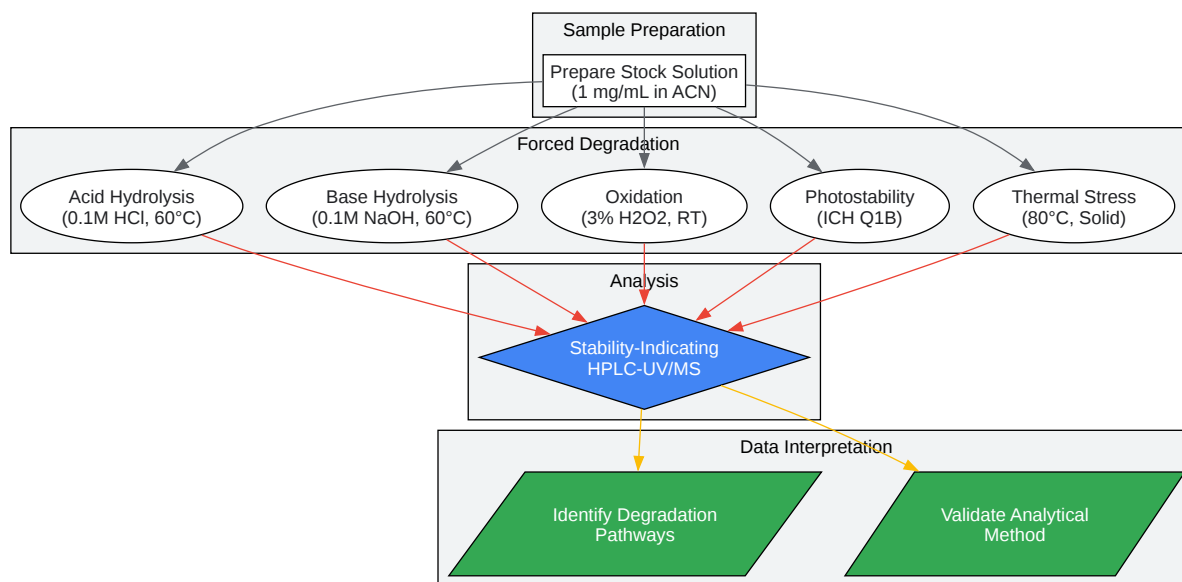 Sample Preparation
Prepare Stock Solution
(1 mg/mL in ACN)
Forced Degradation
Acid Hydrolysis
(0.1M HCl, 60°C)
Base Hydrolysis
(0.1M NaOH, 60°C)
Oxidation
(3% H2O2, RT)
Photostability
(ICH Q1B)
Thermal Stress
(80°C, Solid)
Analysis
Stability-Indicating
HPLC-UV/MS
Data Interpretation
Identify Degradation
Pathways
Validate Analytical
Method